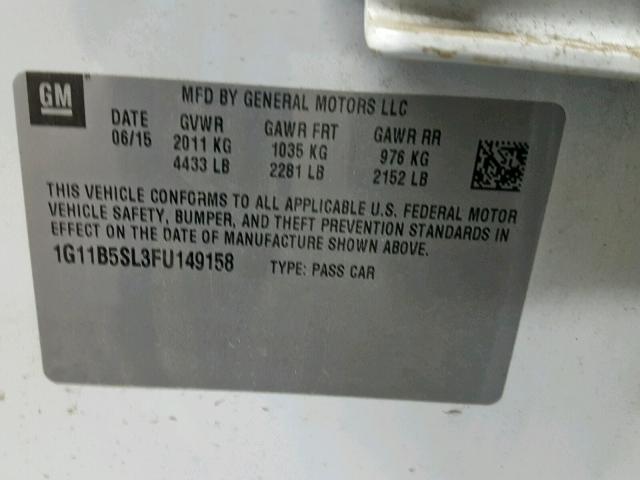 GM
MFD BY GENERAL MOTORS LLC
DATE GVWR GAWR FRT GAWR RR
06/15 2011 KG 1035 KG 976 KG
4433 LB 2281 LB 2152 LB
THIS VEHICLE CONFORMS TO ALL APPLICABLE U.S. FEDERAL MOTOR
VEHICLE SAFETY, BUMPER, AND THEFT PREVENTION STANDARDS IN
EFFECT ON THE DATE OF MANUFACTURE SHOWN ABOVE.
1G11B5SL3FU149158 TYPE: PASS CAR